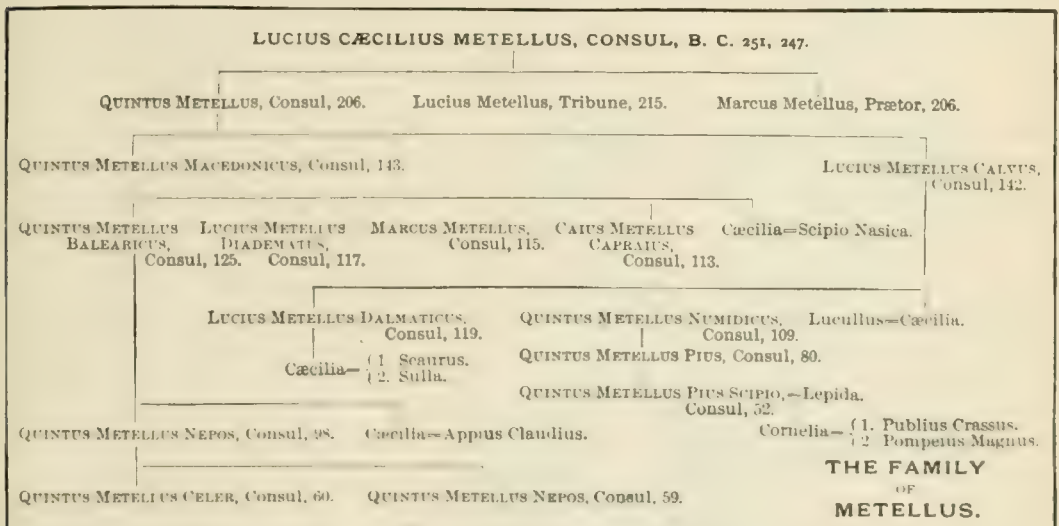 LUCIUS CÆCILIUS METELLUS, CONSUL, B. C. 251, 247.
QUINTUS METELLUS, Consul, 206. Lucius Metellus, Tribune, 215. Marcus Metellus, Prætor, 206.
QUINTUS METELLUS MACEDONICUS, Consul, 143. LUCIUS METELLUS CALVUS,
Consul, 142.
QUINTUS METELLUS LUCIUS METELLUS MARCUS METELLUS, CAIUS METELLUS Cæcilia=Scipio Nasica.
BALEARICUS, DIADEMATUS, Consul, 115. CAPRAIUS,
Consul, 125. Consul, 117. Consul, 113.
LUCIUS METELLUS DALMATICUS, QUINTUS METELLUS NUMIDICUS, Lucullus=Cæcilia.
Consul, 119. Consul, 109.
Cæcilia= { 1. Scaurus. QUINTUS METELLUS PIUS, Consul, 80.
{ 2. Sulla.
QUINTUS METELLUS PIUS SCIPIO,=Lepida.
Consul, 52.
QUINTUS METELLUS NEPOS, Consul, 98. Cæcilia=Appius Claudius. Cornelia= { 1. Publius Crassus.
{ 2 Pompeius Magnus.
THE FAMILY
OF
METELLUS.
QUINTUS METELLUS CELER, Consul, 60. QUINTUS METELLUS NEPOS, Consul, 59.